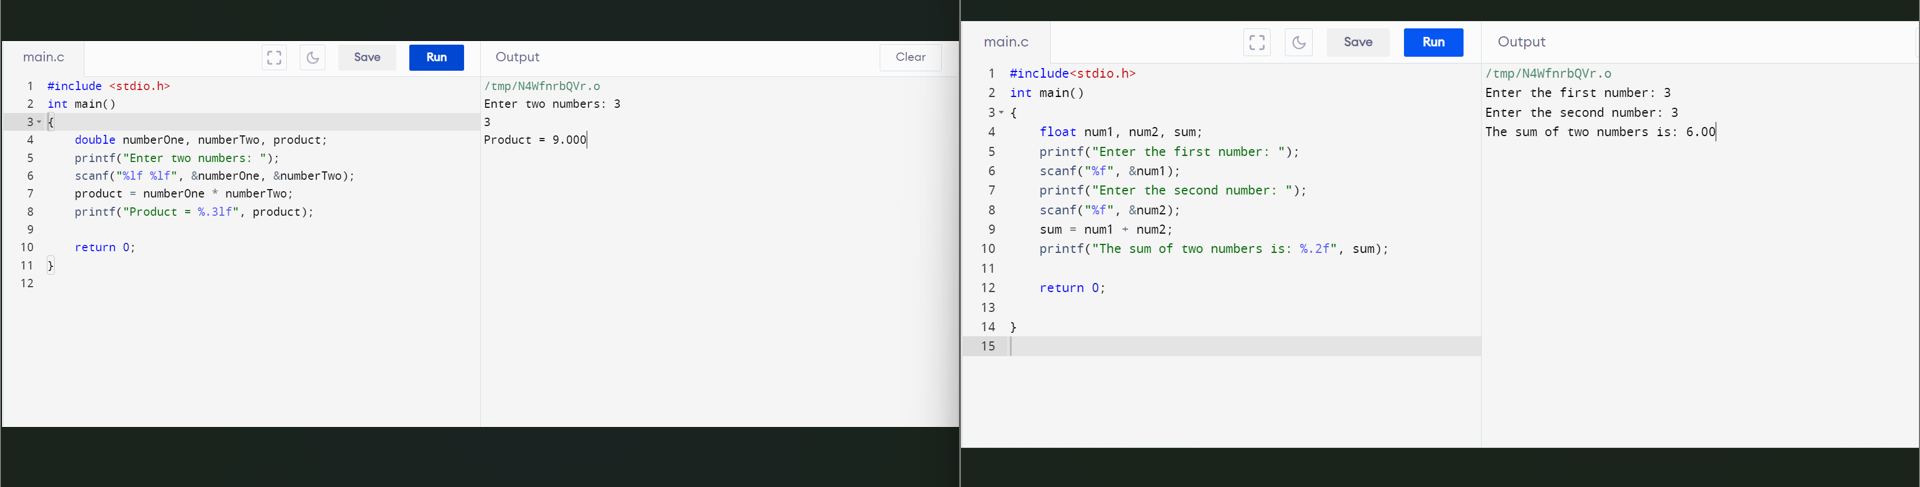 main.c
Save
Run
Output
Clear
1 #include <stdio.h>
2 int main()
3 {
4 double numberOne, numberTwo, product;
5 printf("Enter two numbers: ");
6 scanf("%lf %lf", &numberOne, &numberTwo);
7 product = numberOne * numberTwo;
8 printf("Product = %.3lf", product);
9
10 return 0;
11 }
12
/tmp/N4WfnrbQVr.o
Enter two numbers: 3
3
Product = 9.000
main.c
Save
Run
Output
1 #include<stdio.h>
2 int main()
3 {
4 float num1, num2, sum;
5 printf("Enter the first number: ");
6 scanf("%f", &num1);
7 printf("Enter the second number: ");
8 scanf("%f", &num2);
9 sum = num1 + num2;
10 printf("The sum of two numbers is: %.2f", sum);
11
12 return 0;
13
14 }
15
/tmp/N4WfnrbQVr.o
Enter the first number: 3
Enter the second number: 3
The sum of two numbers is: 6.00